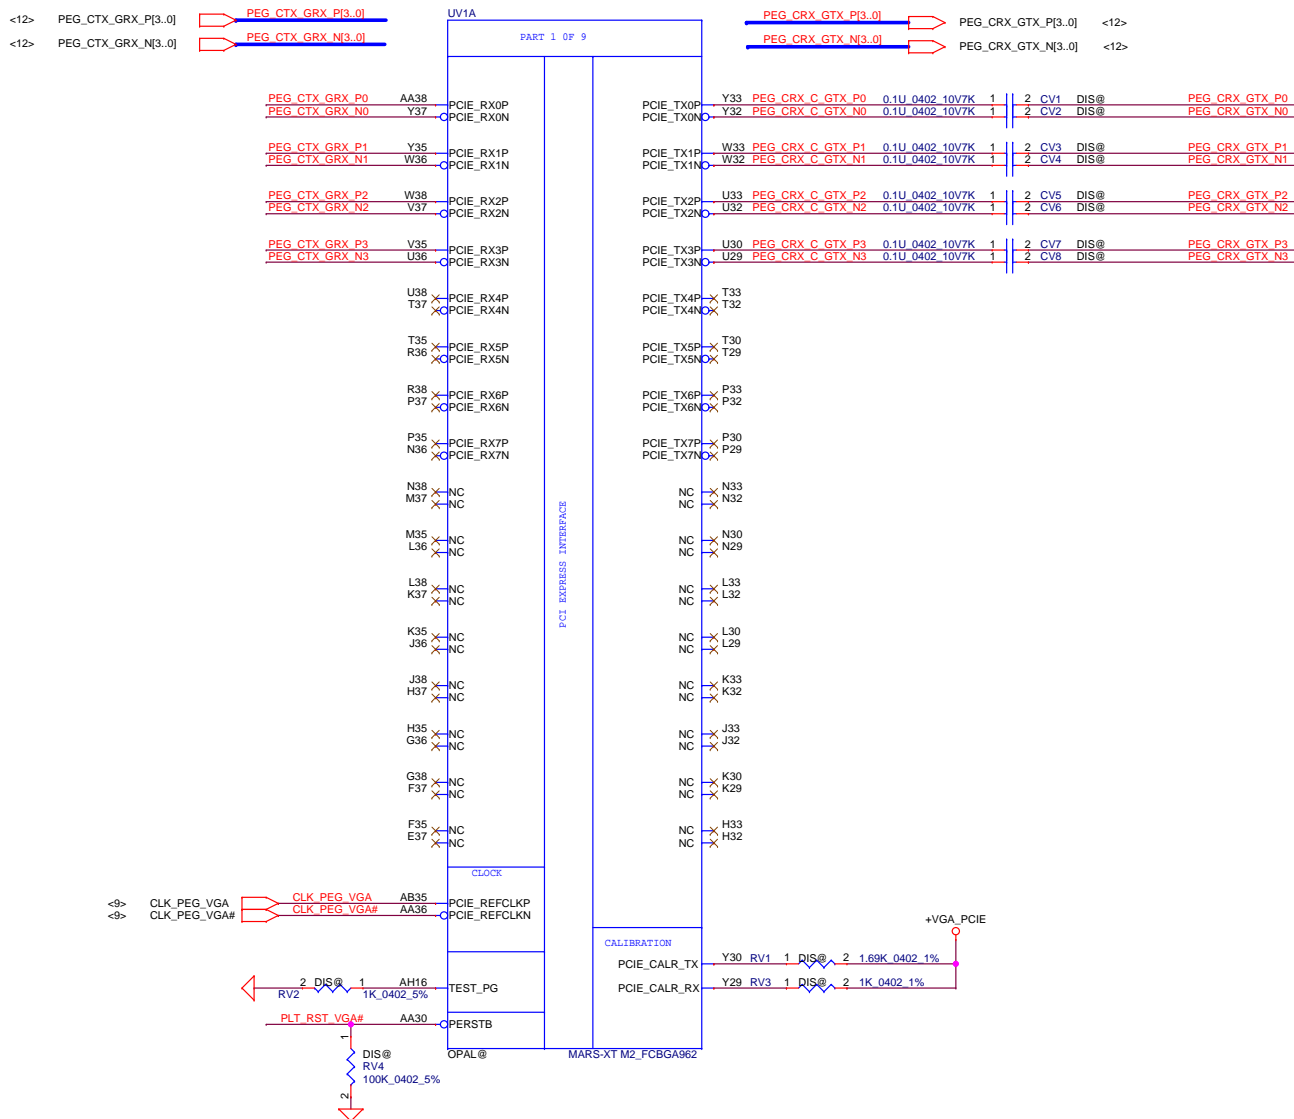 <12> PEG_CTX_GRX_P[3..0] PEG_CTX_GRX_P[3..0] UV1A PEG_CRX_GTX_P[3..0] PEG_CRX_GTX_P[3..0] <12>
<12> PEG_CTX_GRX_N[3..0] PEG_CTX_GRX_N[3..0] PART 1 0F 9 PEG_CRX_GTX_N[3..0] PEG_CRX_GTX_N[3..0] <12>
PEG_CTX_GRX_P0 AA38 PCIE_RX0P PCIE_TX0P Y33 PEG_CRX_C_GTX_P0 0.1U_0402_10V7K 1 2 CV1 DIS@ PEG_CRX_GTX_P0
PEG_CTX_GRX_N0 Y37 PCIE_RX0N PCIE_TX0N Y32 PEG_CRX_C_GTX_N0 0.1U_0402_10V7K 1 2 CV2 DIS@ PEG_CRX_GTX_N0
PEG_CTX_GRX_P1 Y35 PCIE_RX1P PCIE_TX1P W33 PEG_CRX_C_GTX_P1 0.1U_0402_10V7K 1 2 CV3 DIS@ PEG_CRX_GTX_P1
PEG_CTX_GRX_N1 W36 PCIE_RX1N PCIE_TX1N W32 PEG_CRX_C_GTX_N1 0.1U_0402_10V7K 1 2 CV4 DIS@ PEG_CRX_GTX_N1
PEG_CTX_GRX_P2 W38 PCIE_RX2P PCIE_TX2P U33 PEG_CRX_C_GTX_P2 0.1U_0402_10V7K 1 2 CV5 DIS@ PEG_CRX_GTX_P2
PEG_CTX_GRX_N2 V37 PCIE_RX2N PCIE_TX2N U32 PEG_CRX_C_GTX_N2 0.1U_0402_10V7K 1 2 CV6 DIS@ PEG_CRX_GTX_N2
PEG_CTX_GRX_P3 V35 PCIE_RX3P PCIE_TX3P U30 PEG_CRX_C_GTX_P3 0.1U_0402_10V7K 1 2 CV7 DIS@ PEG_CRX_GTX_P3
PEG_CTX_GRX_N3 U36 PCIE_RX3N PCIE_TX3N U29 PEG_CRX_C_GTX_N3 0.1U_0402_10V7K 1 2 CV8 DIS@ PEG_CRX_GTX_N3
U38 PCIE_RX4P PCIE_TX4P T33
T37 PCIE_RX4N PCIE_TX4N T32
T35 PCIE_RX5P PCIE_TX5P T30
R36 PCIE_RX5N PCIE_TX5N T29
R38 PCIE_RX6P PCIE_TX6P P33
P37 PCIE_RX6N PCIE_TX6N P32
P35 PCIE_RX7P PCIE_TX7P P30
N36 PCIE_RX7N PCIE_TX7N P29
N38 NC NC N33
M37 NC NC N32
PCI EXPRESS INTERFACE
M35 NC NC N30
L36 NC NC N29
L38 NC NC L33
K37 NC NC L32
K35 NC NC L30
J36 NC NC L29
J38 NC NC K33
H37 NC NC K32
H35 NC NC J33
G36 NC NC J32
G38 NC NC K30
F37 NC NC K29
F35 NC NC H33
E37 NC NC H32
CLOCK
<9> CLK_PEG_VGA CLK_PEG_VGA AB35 PCIE_REFCLKP
<9> CLK_PEG_VGA# CLK_PEG_VGA# AA36 PCIE_REFCLKN
+VGA_PCIE
CALIBRATION
PCIE_CALR_TX Y30 RV1 1 DIS@ 2 1.69K_0402_1%
2 DIS@ 1 AH16 TEST_PG PCIE_CALR_RX Y29 RV3 1 DIS@ 2 1K_0402_1%
RV2 1K_0402_5%
PLT_RST_VGA# AA30 PERSTB
1
DIS@ OPAL@ MARS-XT M2_FCBGA962
RV4
100K_0402_5%
2